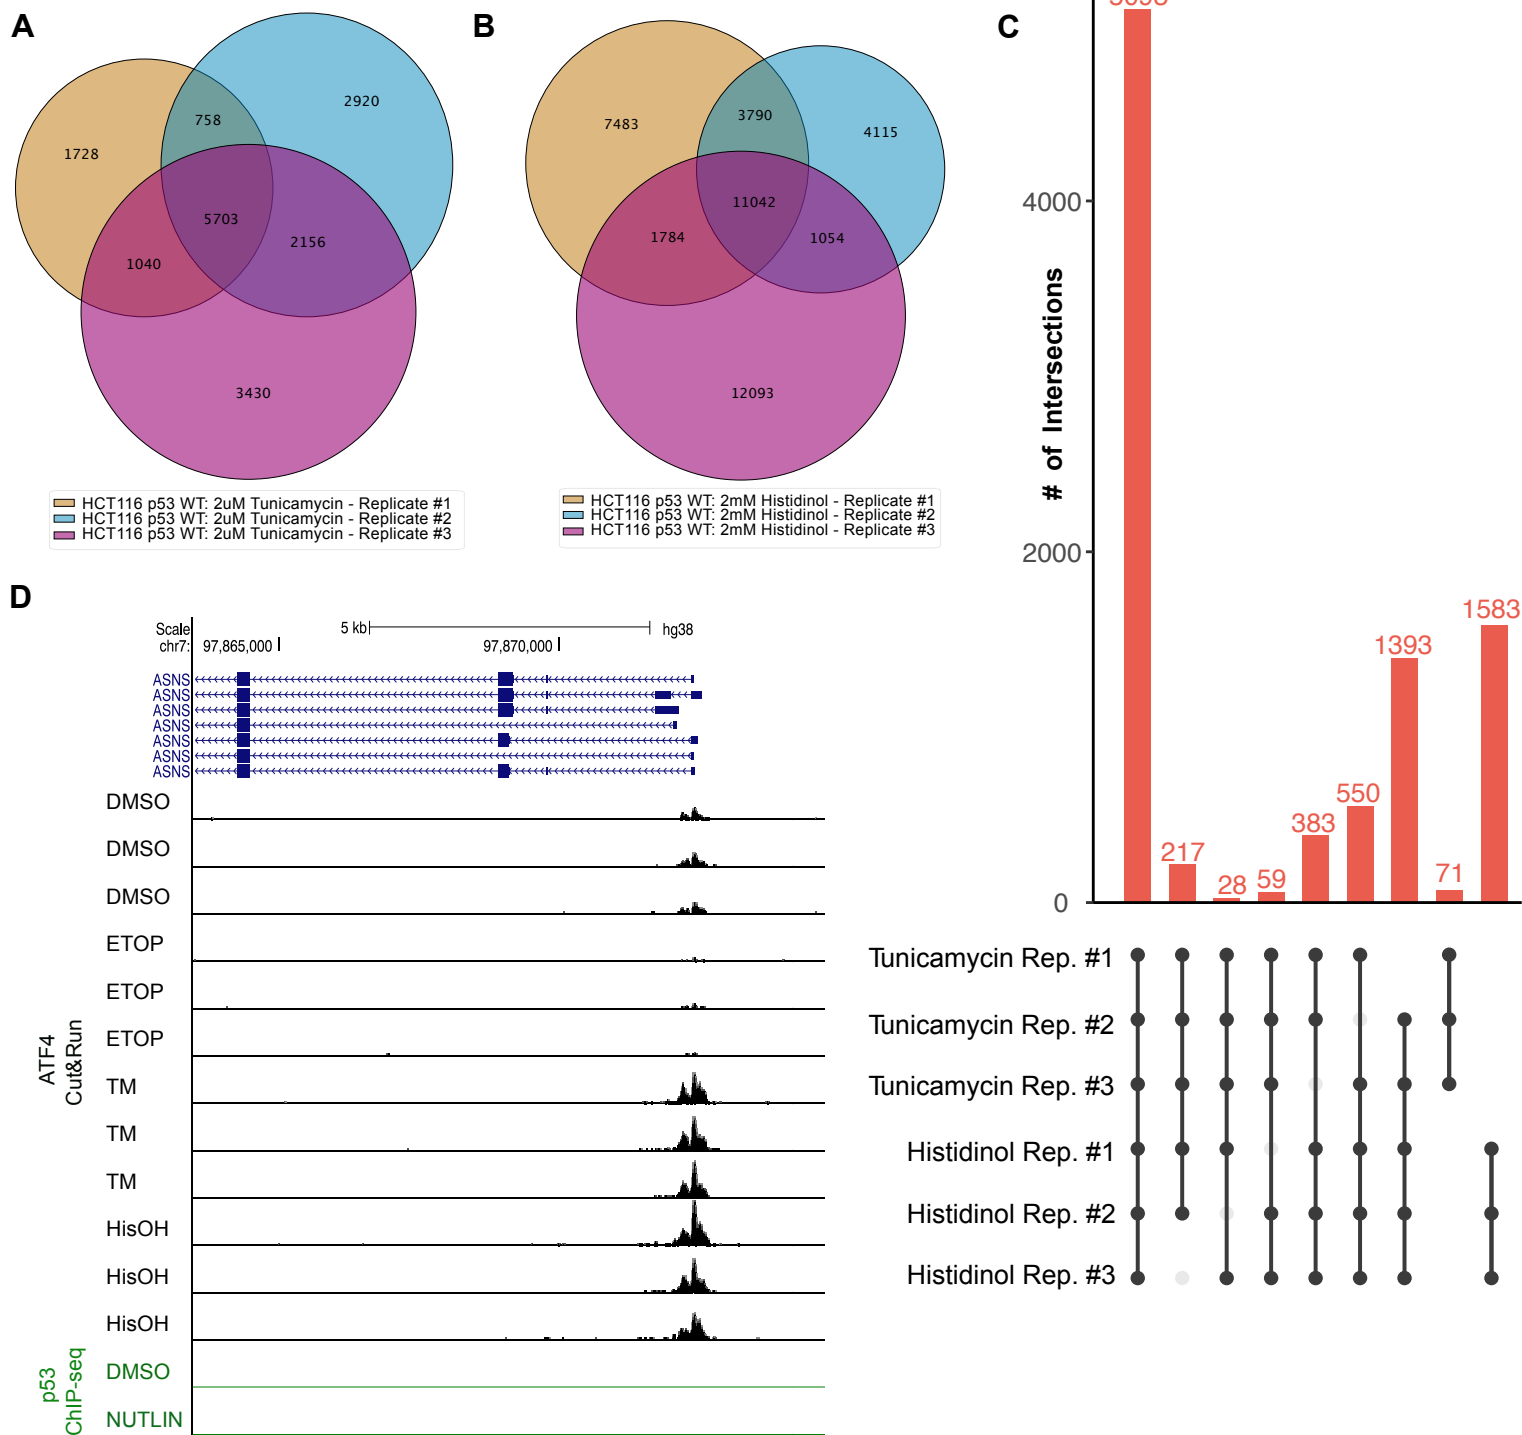 A
1728
758
2920
5703
1040
2156
3430
HCT116 p53 WT: 2uM Tunicamycin - Replicate #1
HCT116 p53 WT: 2uM Tunicamycin - Replicate #2
HCT116 p53 WT: 2uM Tunicamycin - Replicate #3
B
7483
3790
4115
11042
1784
1054
12093
HCT116 p53 WT: 2mM Histidinol - Replicate #1
HCT116 p53 WT: 2mM Histidinol - Replicate #2
HCT116 p53 WT: 2mM Histidinol - Replicate #3
C
# of Intersections
4000
2000
0
217
28
59
383
550
1393
71
1583
Tunicamycin Rep. #1
Tunicamycin Rep. #2
Tunicamycin Rep. #3
Histidinol Rep. #1
Histidinol Rep. #2
Histidinol Rep. #3
D
Scale
5 kb
hg38
chr7:
97,865,000
97,870,000
ASNS
ASNS
ASNS
ASNS
ASNS
ASNS
ASNS
ATF4
Cut&Run
DMSO
DMSO
DMSO
ETOP
ETOP
ETOP
TM
TM
TM
HisOH
HisOH
HisOH
p53
ChIP-seq
DMSO
NUTLIN